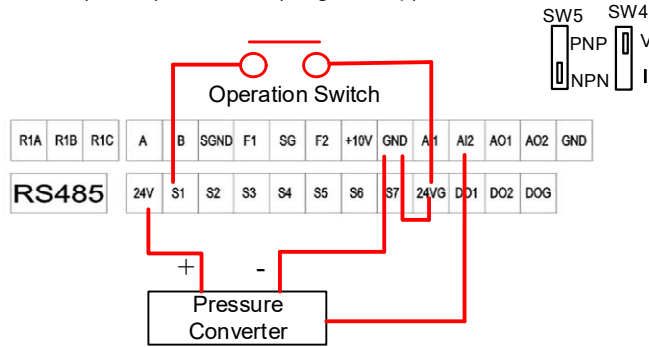 SW5 SW4
PNP V
NPN I
Operation Switch
R1A R1B R1C A B SGND F1 SG F2 +10V GND AI1 AI2 AO1 AO2 GND
RS485 24V S1 S2 S3 S4 S5 S6 S7 24VG DO1 DO2 DOG
+ -
Pressure
Converter